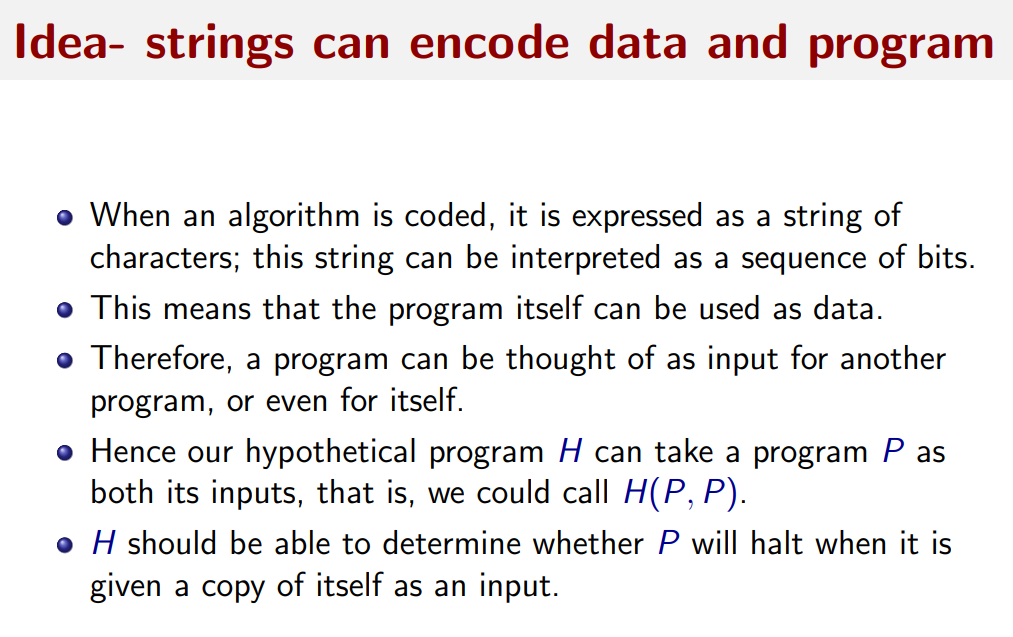 Idea- strings can encode data and program
When an algorithm is coded, it is expressed as a string of
characters; this string can be interpreted as a sequence of bits.
This means that the program itself can be used as data.
Therefore, a program can be thought of as input for another
program, or even for itself.
Hence our hypothetical program H can take a program P as
both its inputs, that is, we could call H(P, P).
H should be able to determine whether P will halt when it is
given a copy of itself as an input.